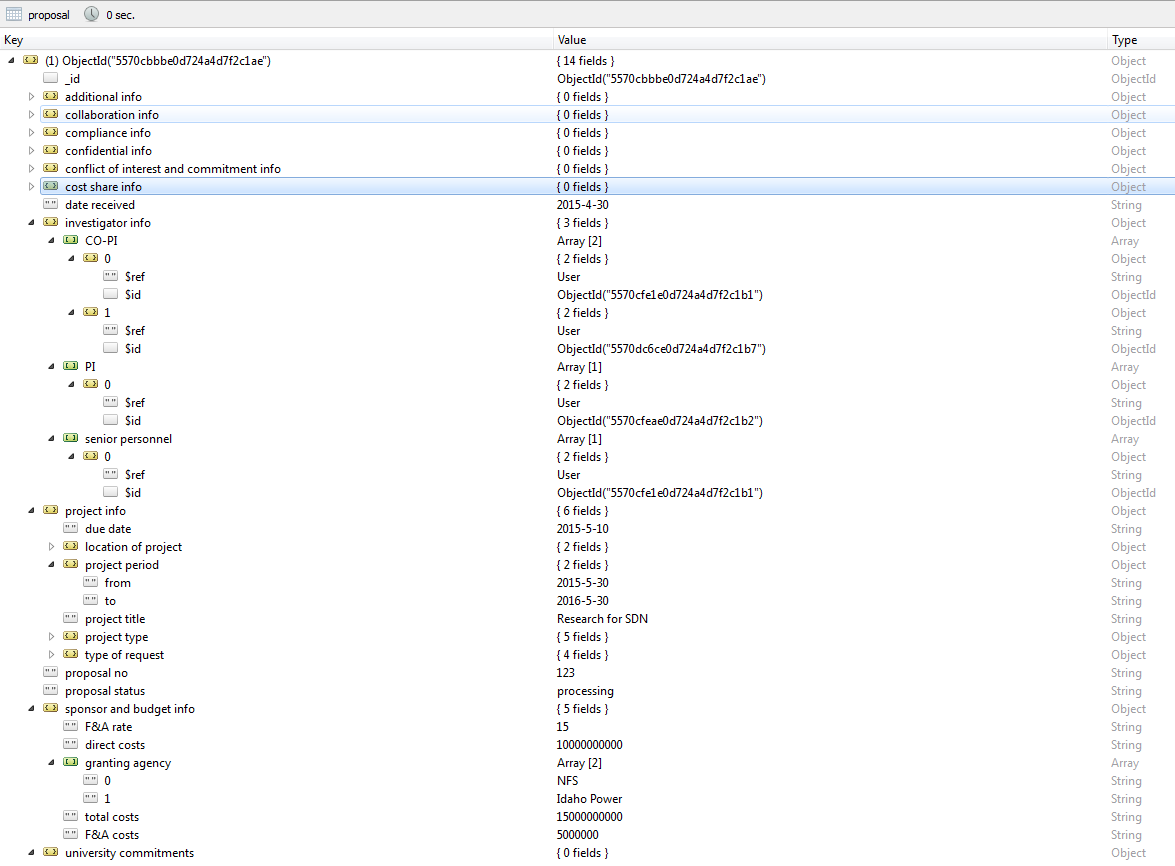 proposal 0 sec.
Key Value Type
(1) ObjectId("5570cbbbe0d724a4d7f2c1ae") { 14 fields } Object
_id ObjectId("5570cbbbe0d724a4d7f2c1ae") ObjectId
additional info { 0 fields } Object
collaboration info { 0 fields } Object
compliance info { 0 fields } Object
confidential info { 0 fields } Object
conflict of interest and commitment info { 0 fields } Object
cost share info { 0 fields } Object
date received 2015-4-30 String
investigator info { 3 fields } Object
CO-PI Array [2] Array
0 { 2 fields } Object
$ref User String
$id ObjectId("5570cfe1e0d724a4d7f2c1b1") ObjectId
1 { 2 fields } Object
$ref User String
$id ObjectId("5570dc6ce0d724a4d7f2c1b7") ObjectId
PI Array [1] Array
0 { 2 fields } Object
$ref User String
$id ObjectId("5570cfeae0d724a4d7f2c1b2") ObjectId
senior personnel Array [1] Array
0 { 2 fields } Object
$ref User String
$id ObjectId("5570cfe1e0d724a4d7f2c1b1") ObjectId
project info { 6 fields } Object
due date 2015-5-10 String
location of project { 2 fields } Object
project period { 2 fields } Object
from 2015-5-30 String
to 2016-5-30 String
project title Research for SDN String
project type { 5 fields } Object
type of request { 4 fields } Object
proposal no 123 String
proposal status processing String
sponsor and budget info { 5 fields } Object
F&A rate 15 String
direct costs 10000000000 String
granting agency Array [2] Array
0 NFS String
1 Idaho Power String
total costs 15000000000 String
F&A costs 5000000 String
university commitments { 0 fields } Object